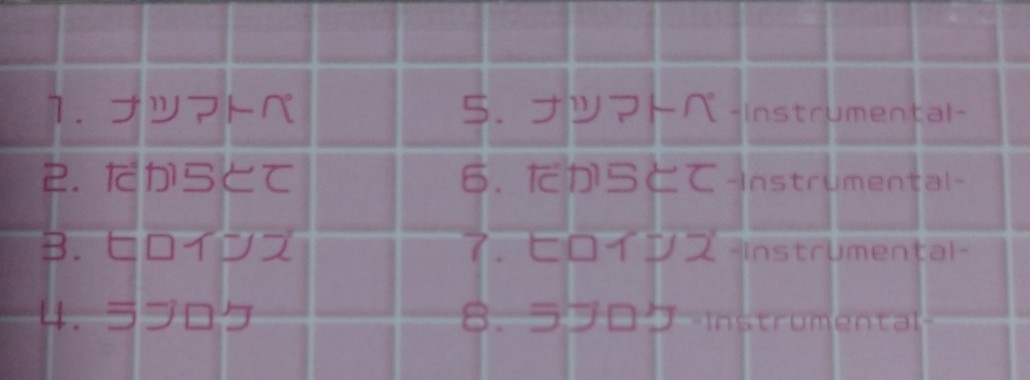 1. ナツマトペ
2. だからとて
3. ヒロインズ
4. ラブロケ
5. ナツマトペ -Instrumental-
6. だからとて -Instrumental-
7. ヒロインズ -Instrumental-
8. ラブロケ -Instrumental-